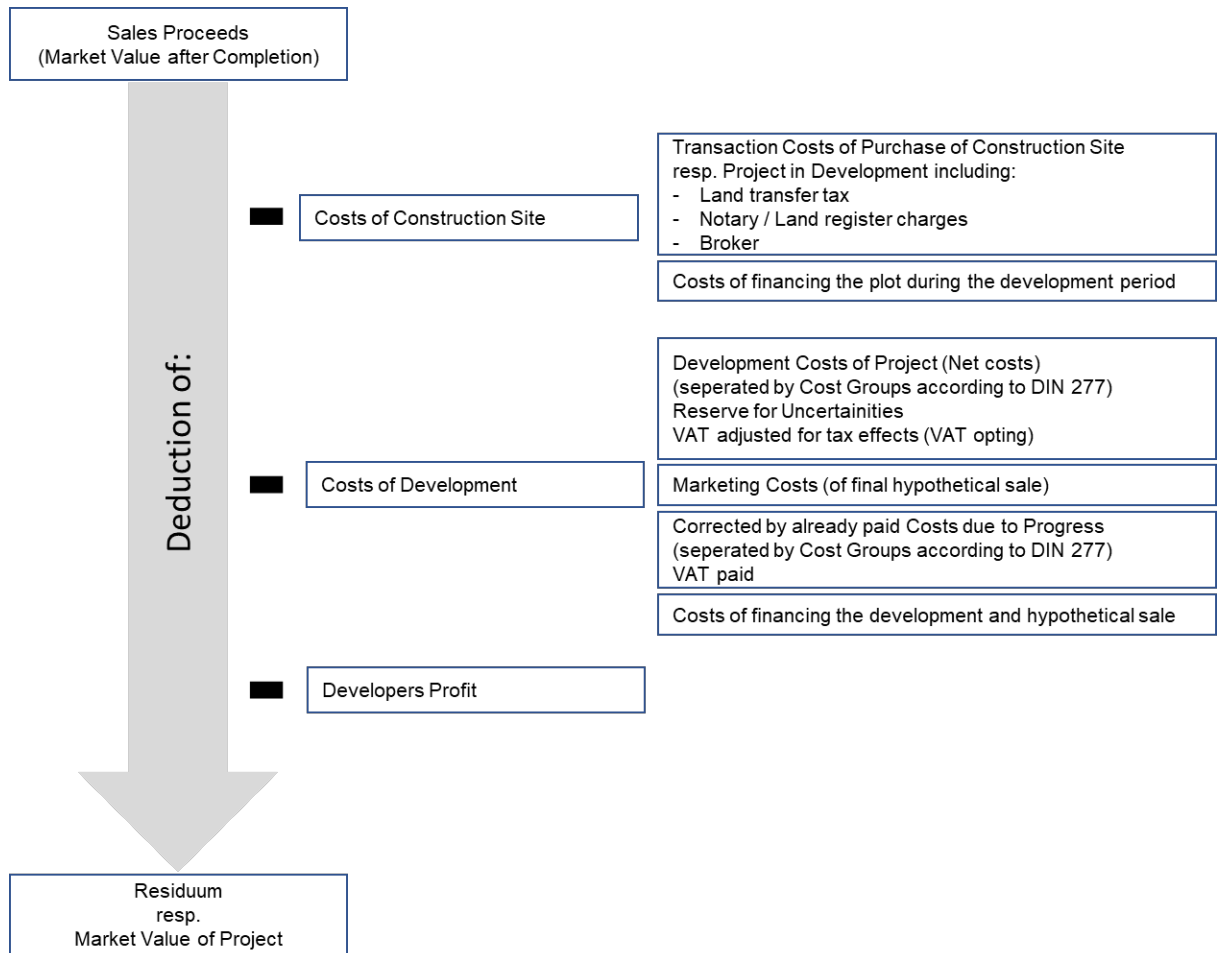 Sales Proceeds
(Market Value after Completion)
Deduction of:
Costs of Construction Site
Transaction Costs of Purchase of Construction Site
resp. Project in Development including:
- Land transfer tax
- Notary / Land register charges
- Broker
Costs of financing the plot during the development period
Costs of Development
Development Costs of Project (Net costs)
(seperated by Cost Groups according to DIN 277)
Reserve for Uncertainities
VAT adjusted for tax effects (VAT opting)
Marketing Costs (of final hypothetical sale)
Corrected by already paid Costs due to Progress
(seperated by Cost Groups according to DIN 277)
VAT paid
Costs of financing the development and hypothetical sale
Developers Profit
Residuum
resp.
Market Value of Project